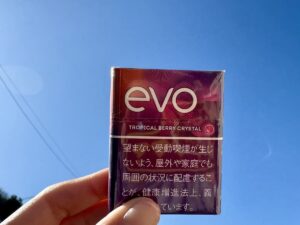 evo
TROPICAL BERRY CRYSTAL
望まない受動喫煙が生じ
ないよう、屋外や家庭でも
周囲の状況に配慮するこ
とが、健康増進法上、義
ています。